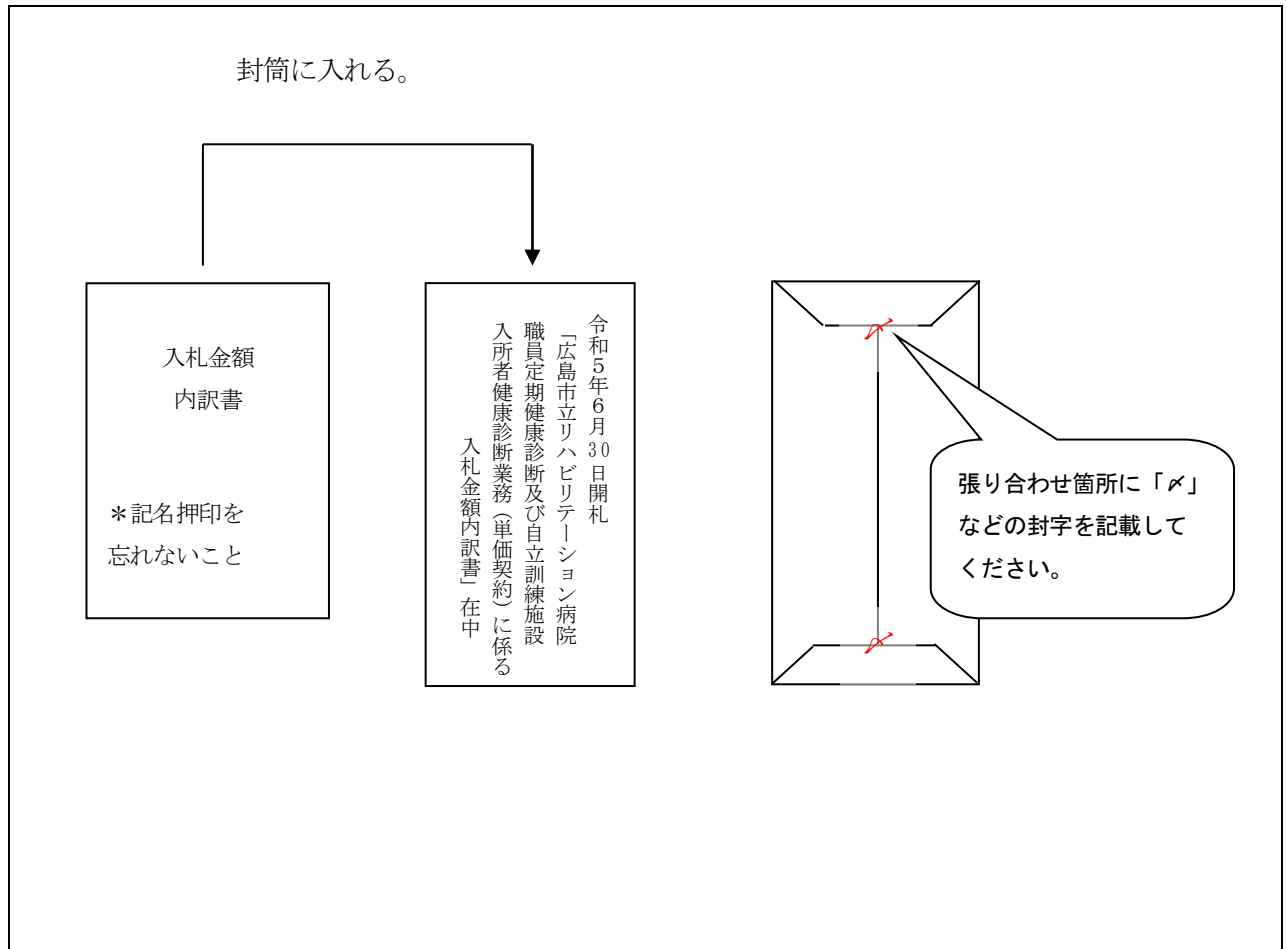 封筒に入れる。
入札金額
内訳書
＊記名押印を
忘れないこと
令和５年６月30日開札
「広島市立リハビリテーション病院
職員定期健康診断及び自立訓練施設
入所者健康診断業務（単価契約）に係る
入札金額内訳書」在中
〆
〆
張り合わせ箇所に「〆」
などの封字を記載して
ください。